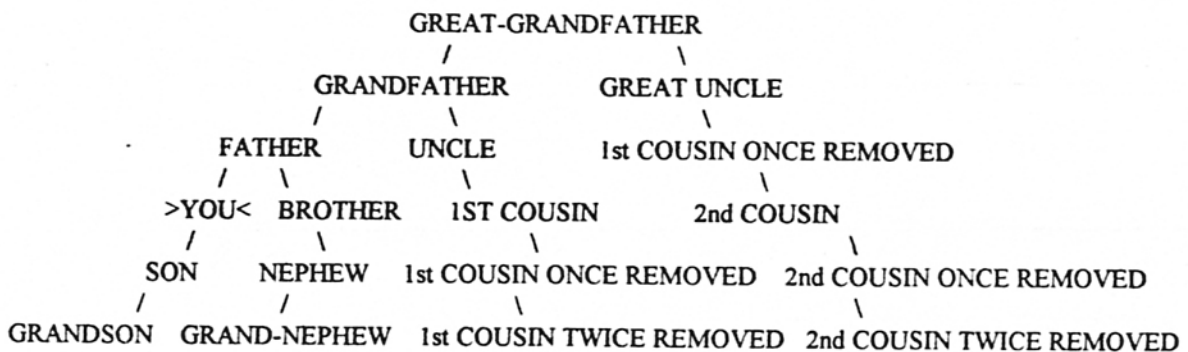 GREAT-GRANDFATHER
GRANDFATHER GREAT UNCLE
FATHER UNCLE 1st COUSIN ONCE REMOVED
>YOU< BROTHER 1ST COUSIN 2nd COUSIN
SON NEPHEW 1st COUSIN ONCE REMOVED 2nd COUSIN ONCE REMOVED
GRANDSON GRAND-NEPHEW 1st COUSIN TWICE REMOVED 2nd COUSIN TWICE REMOVED